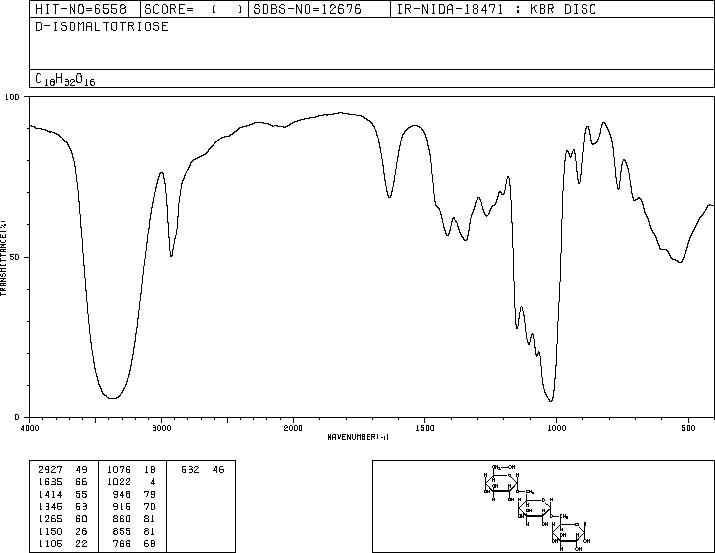 HIT-NO=6558 SCORE= ( ) SDBS-NO=12676 IR-NIDA-18471 : KBR DISC
D-ISOMALTOTRIOSE
C18H32O16
100
50
0
TRANSMITTANCE(%)
4000 3000 2000 1500 1000 500
WAVENUMBER(-1)
2927 49 1076 18 532 46
1635 66 1022 4
1414 55 948 79
1346 53 916 70
1265 60 860 81
1150 26 855 81
1106 22 766 68